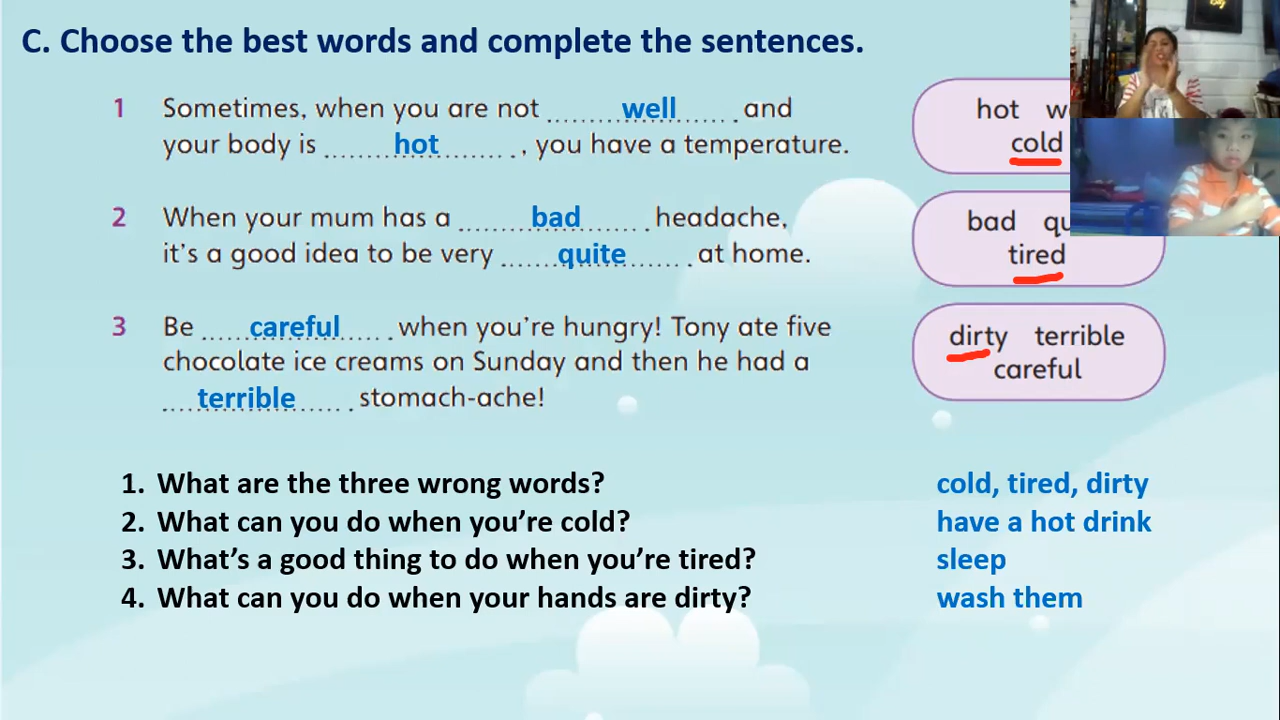 C. Choose the best words and complete the sentences.
1 Sometimes, when you are not well and
your body is hot, you have a temperature.
hot
cold
2 When your mum has a bad headache,
it's a good idea to be very quite at home.
bad
tired
3 Be careful when you're hungry! Tony ate five
chocolate ice creams on Sunday and then he had a
terrible stomach-ache!
dirty terrible
careful
1. What are the three wrong words? cold, tired, dirty
2. What can you do when you're cold? have a hot drink
3. What's a good thing to do when you're tired? sleep
4. What can you do when your hands are dirty? wash them